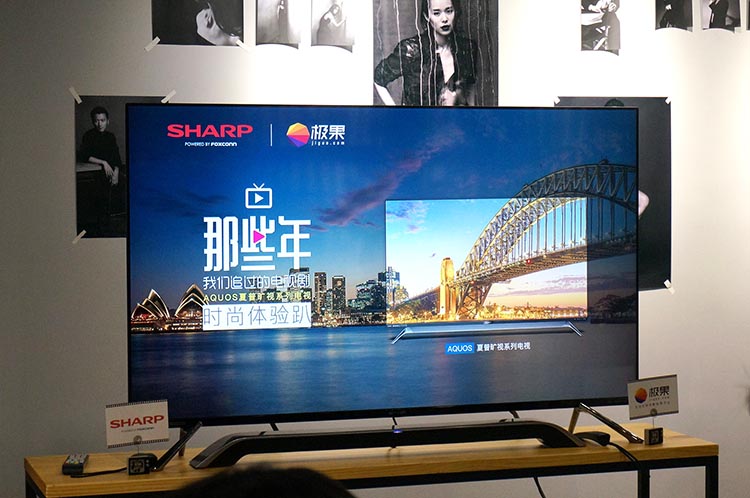 SHARP
POWERED BY FOXCONN
极果
jiguo.com
那些年
我们追过的电视剧
AQUOS夏普旷视系列电视
时尚体验趴
AQUOS 夏普旷视系列电视
SHARP
极果